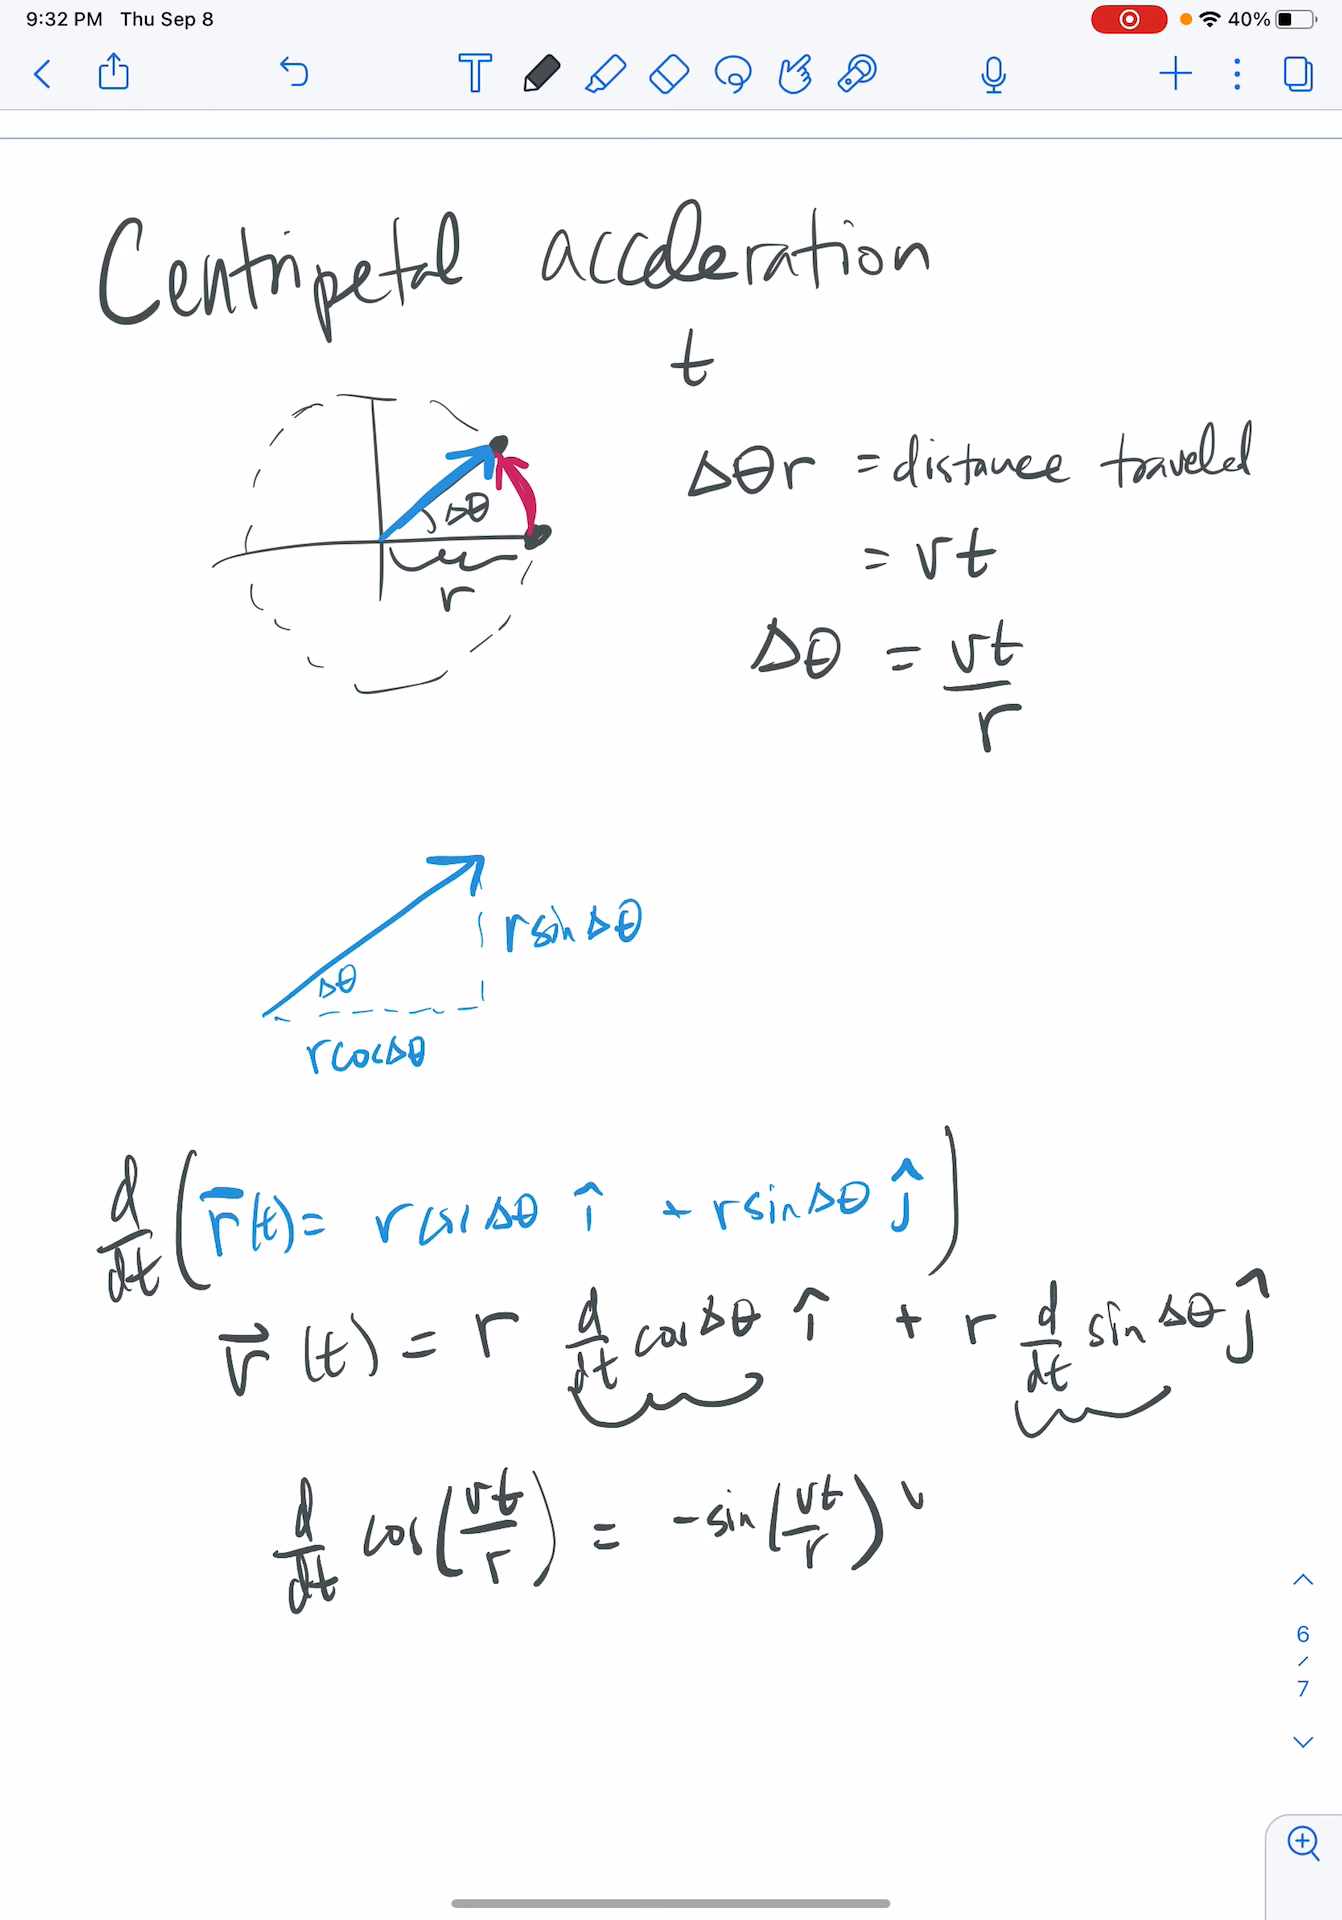 9:32 PM Thu Sep 8 40%
T
Centripetal acceleration
t
Δθr = distance traveled
= vt
Δθ = vt/r
Δθ
r
r sin Δθ
Δθ
r cos Δθ
d/dt ( r⃗(t) = r cos Δθ î + r sin Δθ ĵ )
v⃗ (t) = r d/dt cos Δθ î + r d/dt sin Δθ ĵ
d/dt cos (vt/r) = - sin (vt/r) v
6
/
7